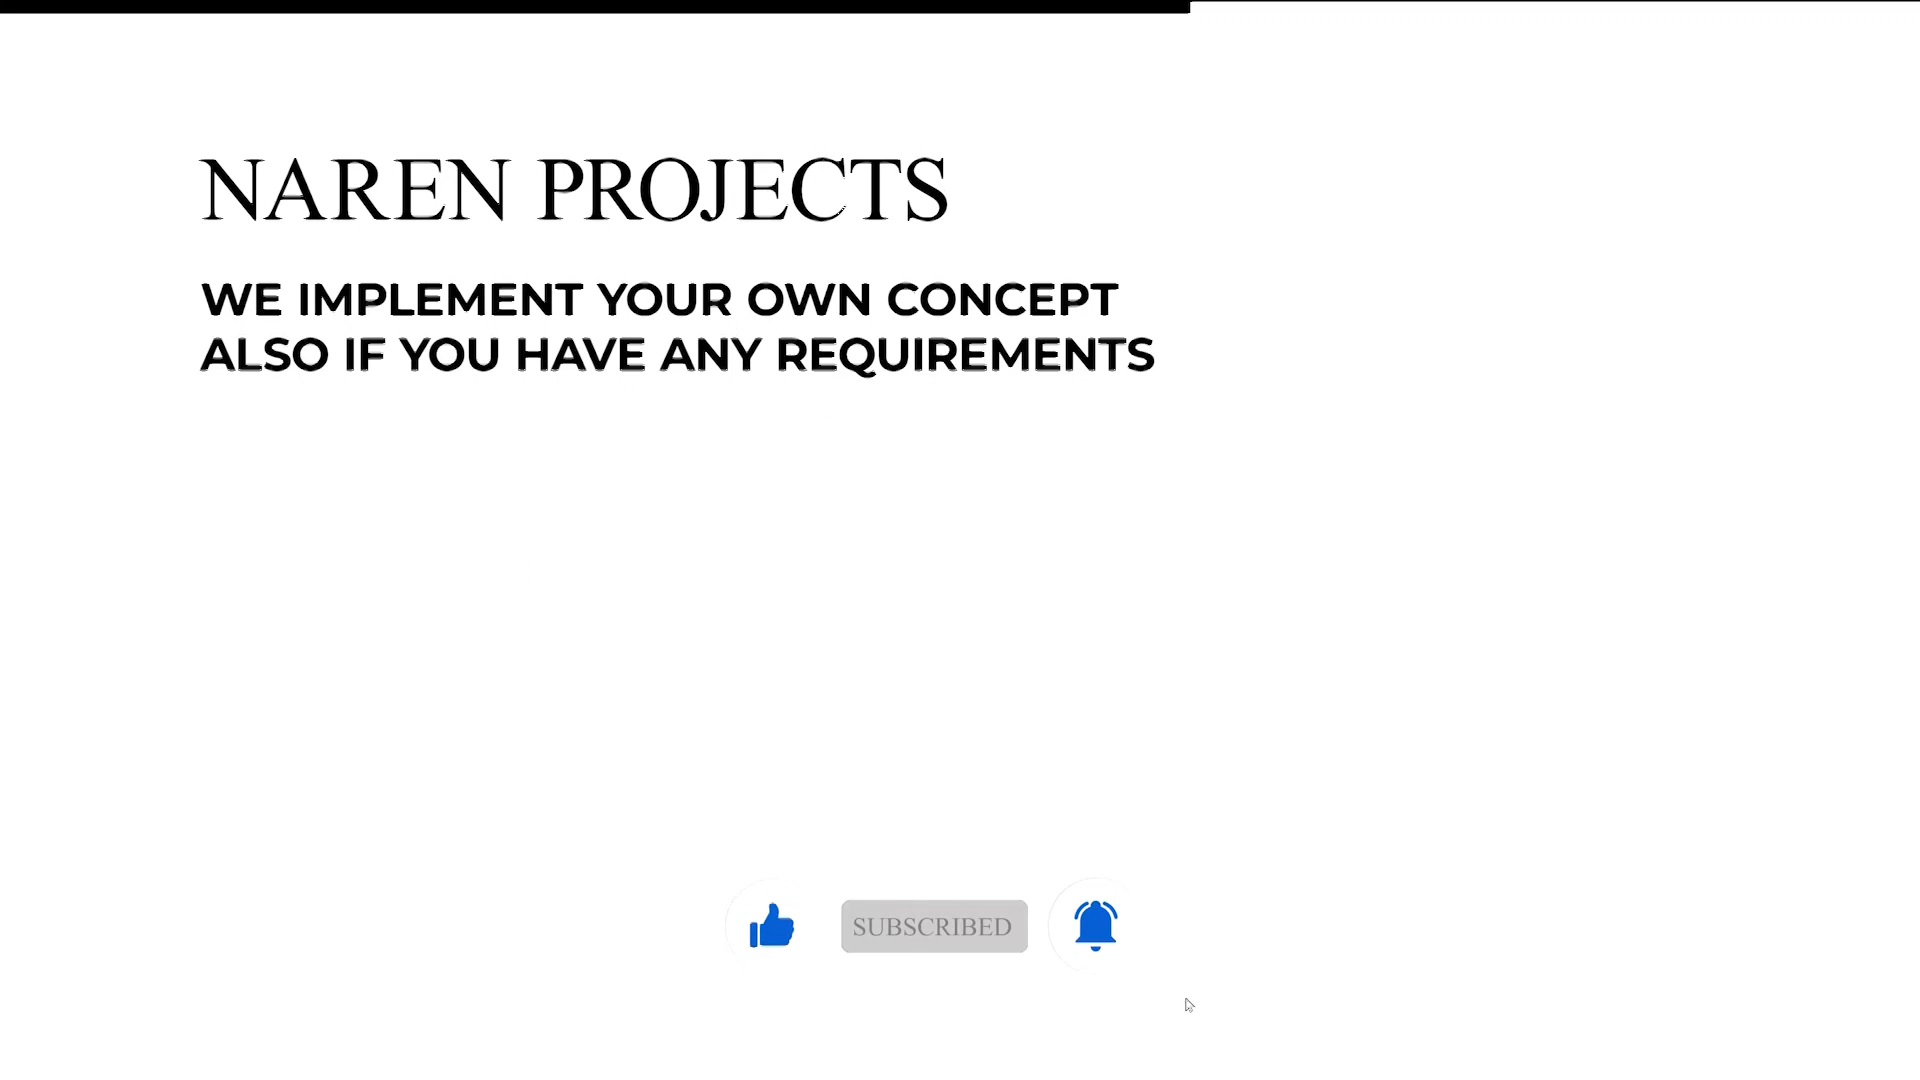 NAREN PROJECTS
WE IMPLEMENT YOUR OWN CONCEPT
ALSO IF YOU HAVE ANY REQUIREMENTS
SUBSCRIBED